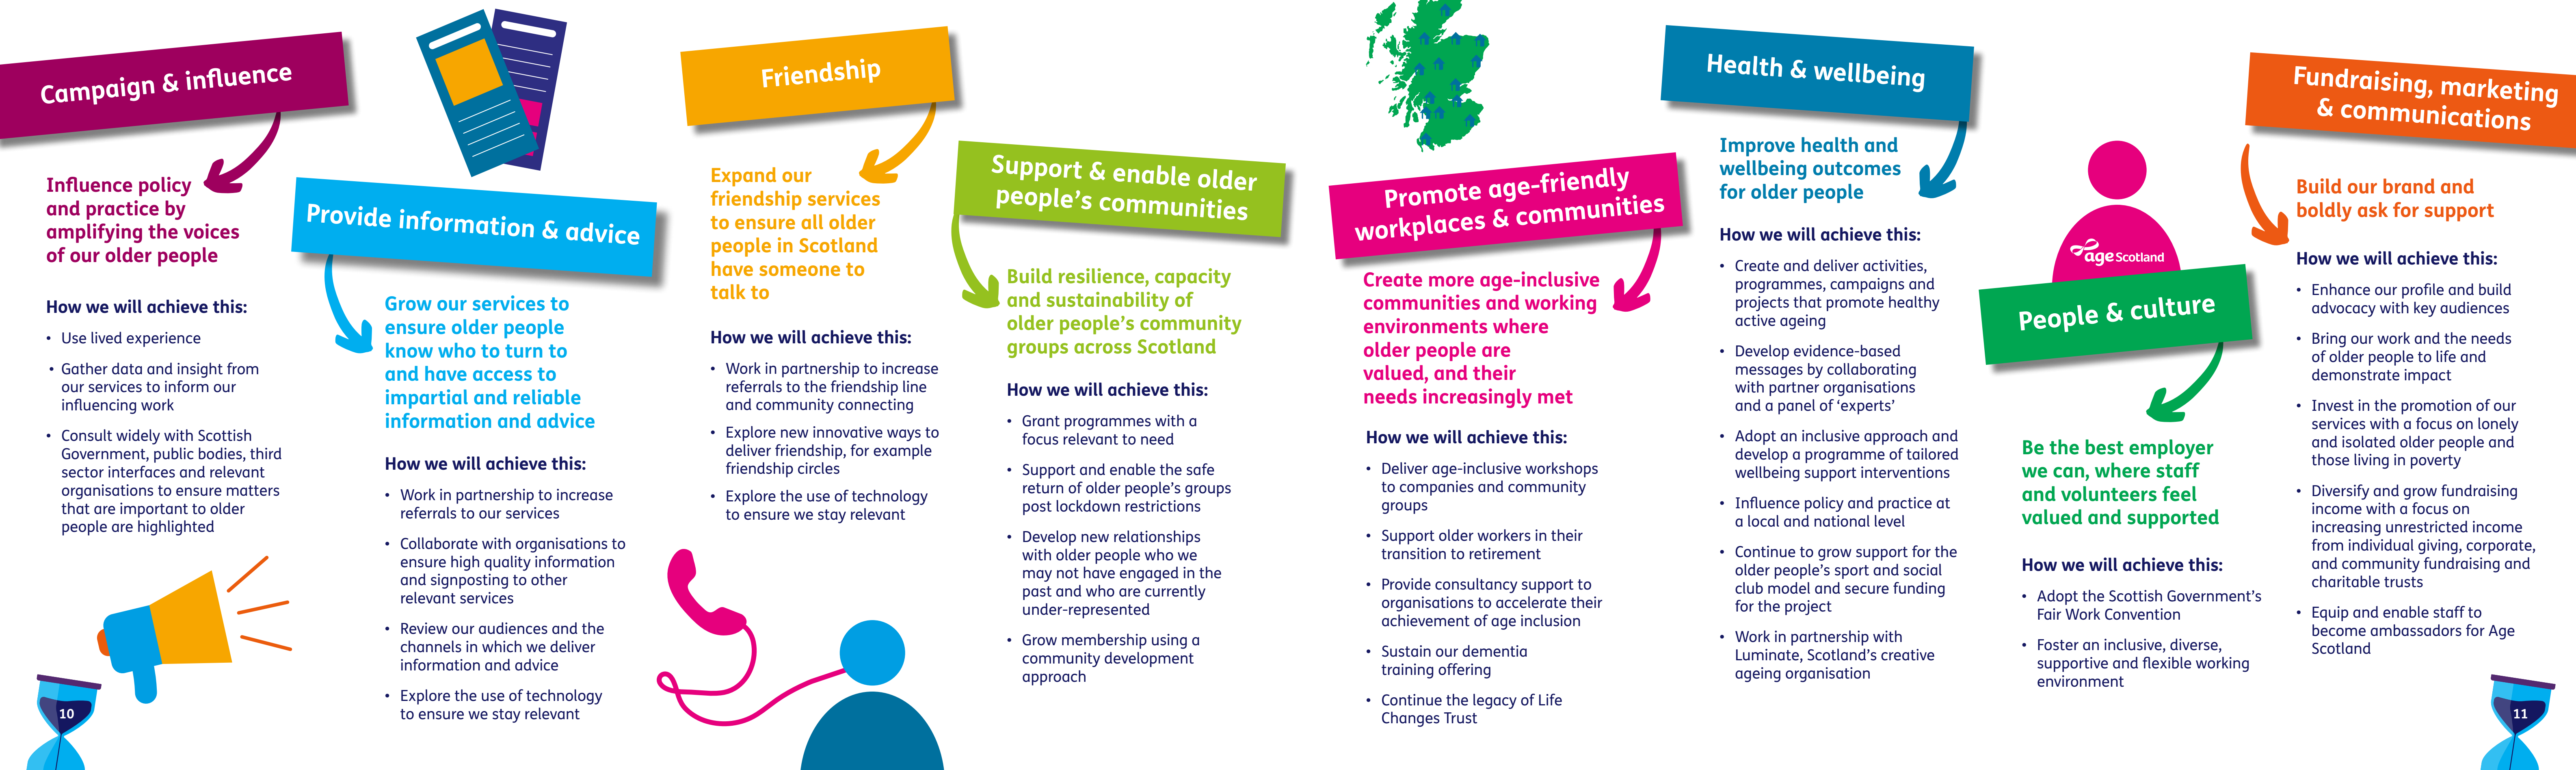 Campaign & influence
Influence policy
and practice by
amplifying the voices
of our older people
How we will achieve this:
• Use lived experience
• Gather data and insight from
our services to inform our
influencing work
• Consult widely with Scottish
Government, public bodies, third
sector interfaces and relevant
organisations to ensure matters
that are important to older
people are highlighted
10
Provide information & advice
Grow our services to
ensure older people
know who to turn to
and have access to
impartial and reliable
information and advice
How we will achieve this:
• Work in partnership to increase
referrals to our services
• Collaborate with organisations to
ensure high quality information
and signposting to other
relevant services
• Review our audiences and the
channels in which we deliver
information and advice
• Explore the use of technology
to ensure we stay relevant
Friendship
Expand our
friendship services
to ensure all older
people in Scotland
have someone to
talk to
How we will achieve this:
• Work in partnership to increase
referrals to the friendship line
and community connecting
• Explore new innovative ways to
deliver friendship, for example
friendship circles
• Explore the use of technology
to ensure we stay relevant
Support & enable older
people’s communities
Build resilience, capacity
and sustainability of
older people’s community
groups across Scotland
How we will achieve this:
• Grant programmes with a
focus relevant to need
• Support and enable the safe
return of older people’s groups
post lockdown restrictions
• Develop new relationships
with older people who we
may not have engaged in the
past and who are currently
under-represented
• Grow membership using a
community development
approach
Promote age-friendly
workplaces & communities
Create more age-inclusive
communities and working
environments where
older people are
valued, and their
needs increasingly met
How we will achieve this:
• Deliver age-inclusive workshops
to companies and community
groups
• Support older workers in their
transition to retirement
• Provide consultancy support to
organisations to accelerate their
achievement of age inclusion
• Sustain our dementia
training offering
• Continue the legacy of Life
Changes Trust
Health & wellbeing
Improve health and
wellbeing outcomes
for older people
How we will achieve this:
• Create and deliver activities,
programmes, campaigns and
projects that promote healthy
active ageing
• Develop evidence-based
messages by collaborating
with partner organisations
and a panel of ‘experts’
• Adopt an inclusive approach and
develop a programme of tailored
wellbeing support interventions
• Influence policy and practice at
a local and national level
• Continue to grow support for the
older people’s sport and social
club model and secure funding
for the project
• Work in partnership with
Luminate, Scotland’s creative
ageing organisation
age Scotland
People & culture
Be the best employer
we can, where staff
and volunteers feel
valued and supported
How we will achieve this:
• Adopt the Scottish Government’s
Fair Work Convention
• Foster an inclusive, diverse,
supportive and flexible working
environment
Fundraising, marketing
& communications
Build our brand and
boldly ask for support
How we will achieve this:
• Enhance our profile and build
advocacy with key audiences
• Bring our work and the needs
of older people to life and
demonstrate impact
• Invest in the promotion of our
services with a focus on lonely
and isolated older people and
those living in poverty
• Diversify and grow fundraising
income with a focus on
increasing unrestricted income
from individual giving, corporate,
and community fundraising and
charitable trusts
• Equip and enable staff to
become ambassadors for Age
Scotland
11